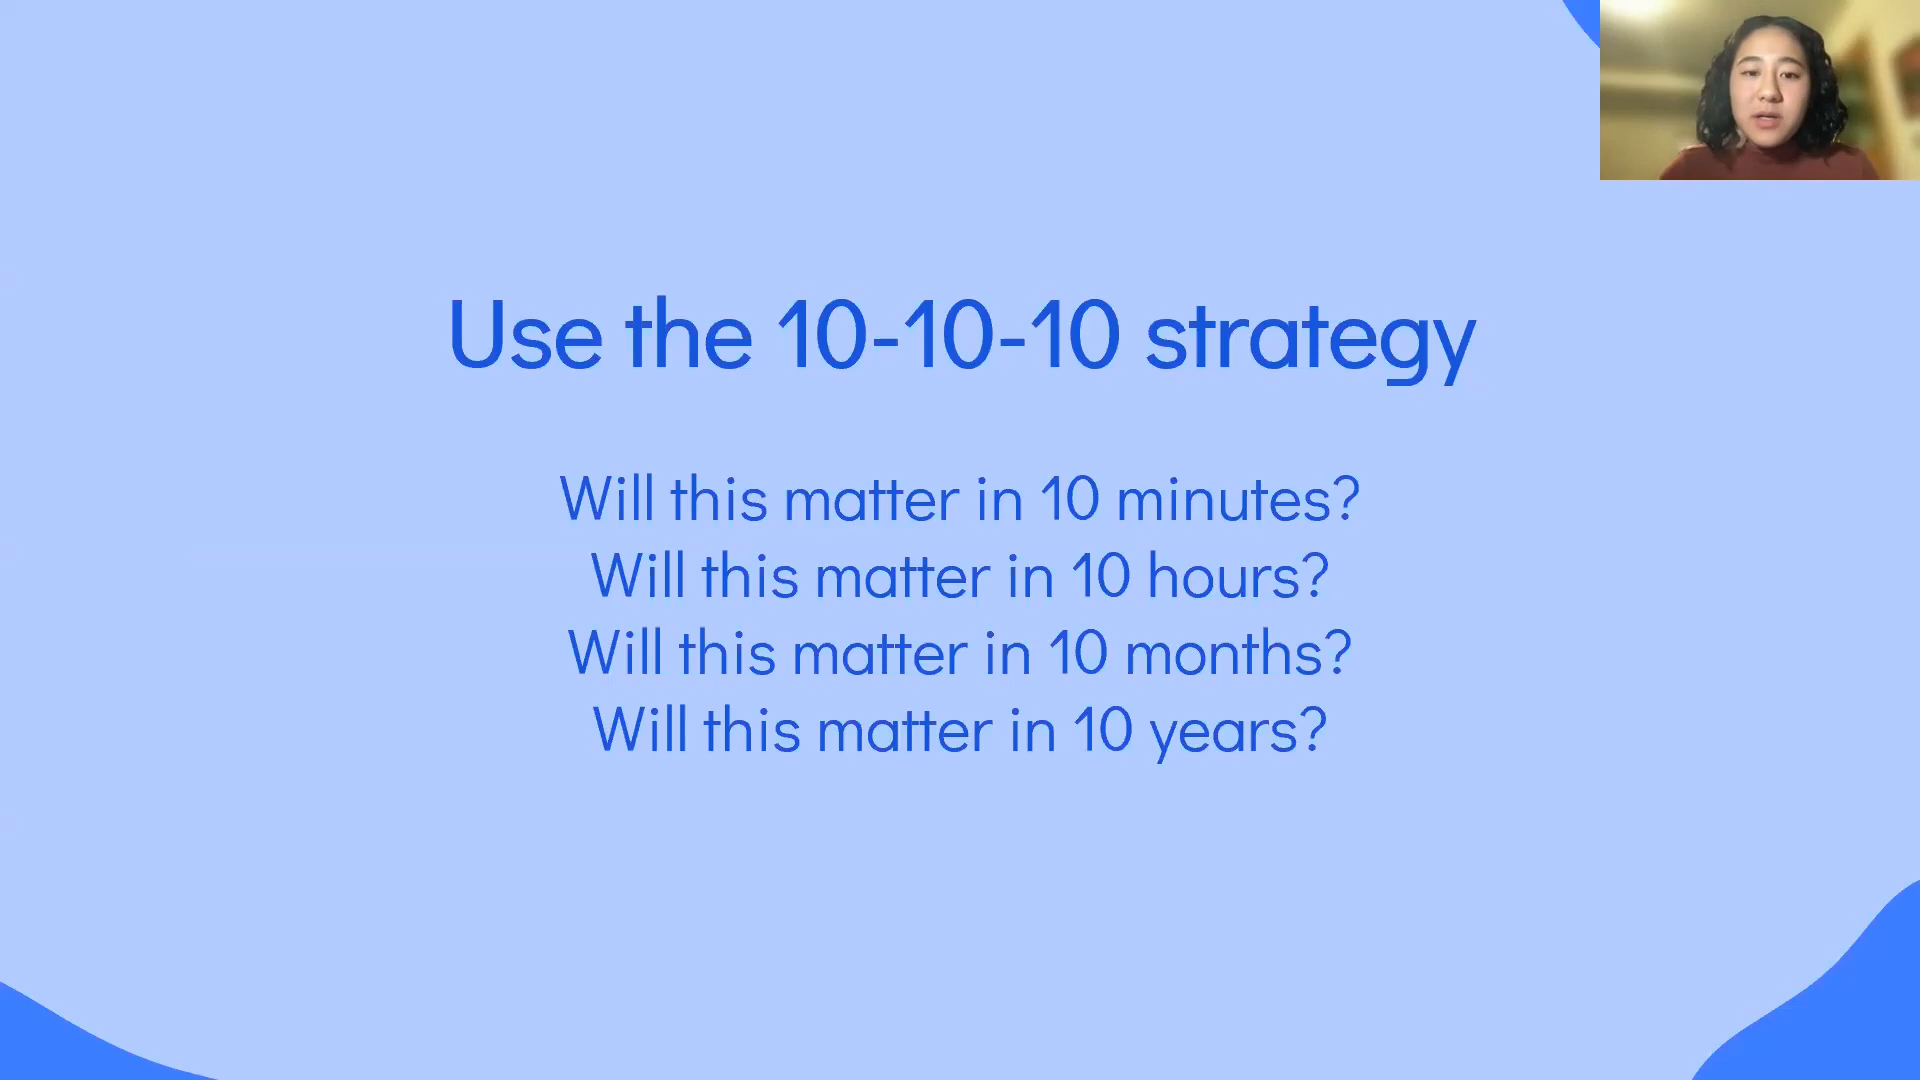 Use the 10-10-10 strategy
Will this matter in 10 minutes?
Will this matter in 10 hours?
Will this matter in 10 months?
Will this matter in 10 years?